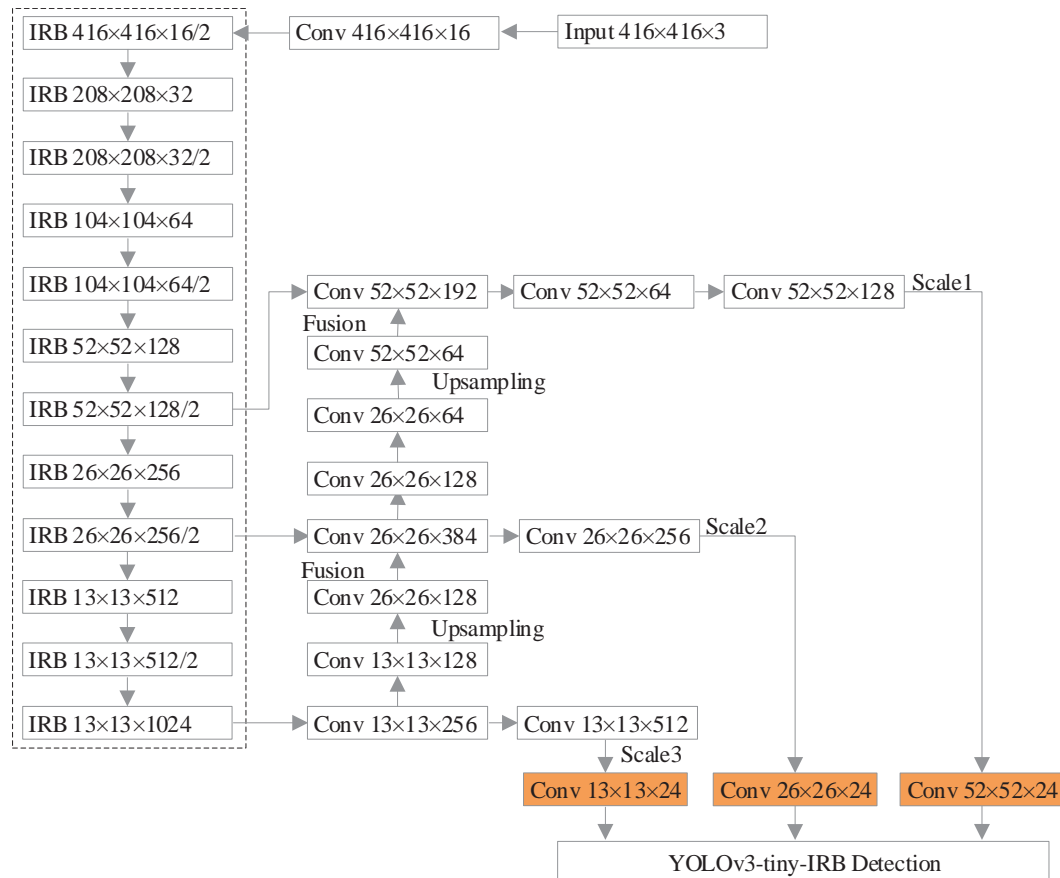 IRB 416×416×16/2
Conv 416×416×16
Input 416×416×3
IRB 208×208×32
IRB 208×208×32/2
IRB 104×104×64
IRB 104×104×64/2
Conv 52×52×192
Conv 52×52×64
Conv 52×52×128
Scale1
Fusion
IRB 52×52×128
Conv 52×52×64
Upsampling
IRB 52×52×128/2
Conv 26×26×64
IRB 26×26×256
Conv 26×26×128
IRB 26×26×256/2
Conv 26×26×384
Conv 26×26×256
Scale2
Fusion
IRB 13×13×512
Conv 26×26×128
Upsampling
IRB 13×13×512/2
Conv 13×13×128
IRB 13×13×1024
Conv 13×13×256
Conv 13×13×512
Scale3
Conv 13×13×24
Conv 26×26×24
Conv 52×52×24
YOLOv3-tiny-IRB Detection